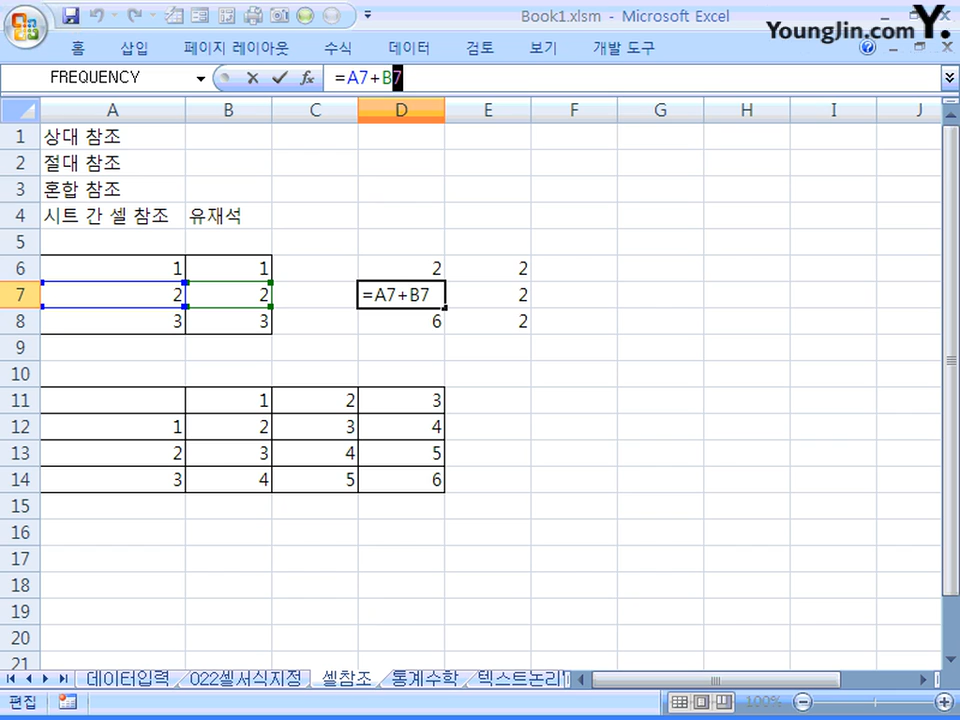 Book1.xlsm - Microsoft Excel
YoungJin.com Y.
홈 삽입 페이지 레이아웃 수식 데이터 검토 보기 개발 도구
FREQUENCY =A7+B7
A B C D E F G H I J
1 상대 참조
2 절대 참조
3 혼합 참조
4 시트 간 셀 참조 유재석
5
6 1 1 2 2
7 2 2 =A7+B7 2
8 3 3 6 2
9
10
11 1 2 3
12 1 2 3 4
13 2 3 4 5
14 3 4 5 6
15
16
17
18
19
20
21
데이터입력 022셀서식지정 셀참조 통계수학 텍스트논리
편집 100%